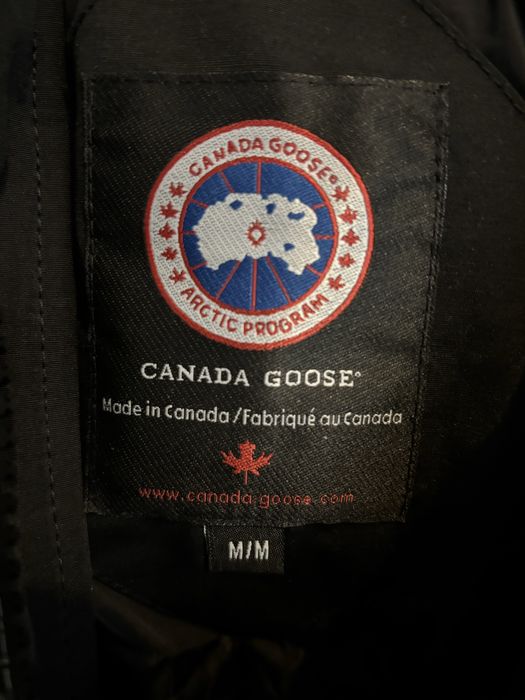 CANADA GOOSE®
ARCTIC PROGRAM
CANADA GOOSE®
Made in Canada/Fabriqué au Canada
www.canada-goose.com
M/M